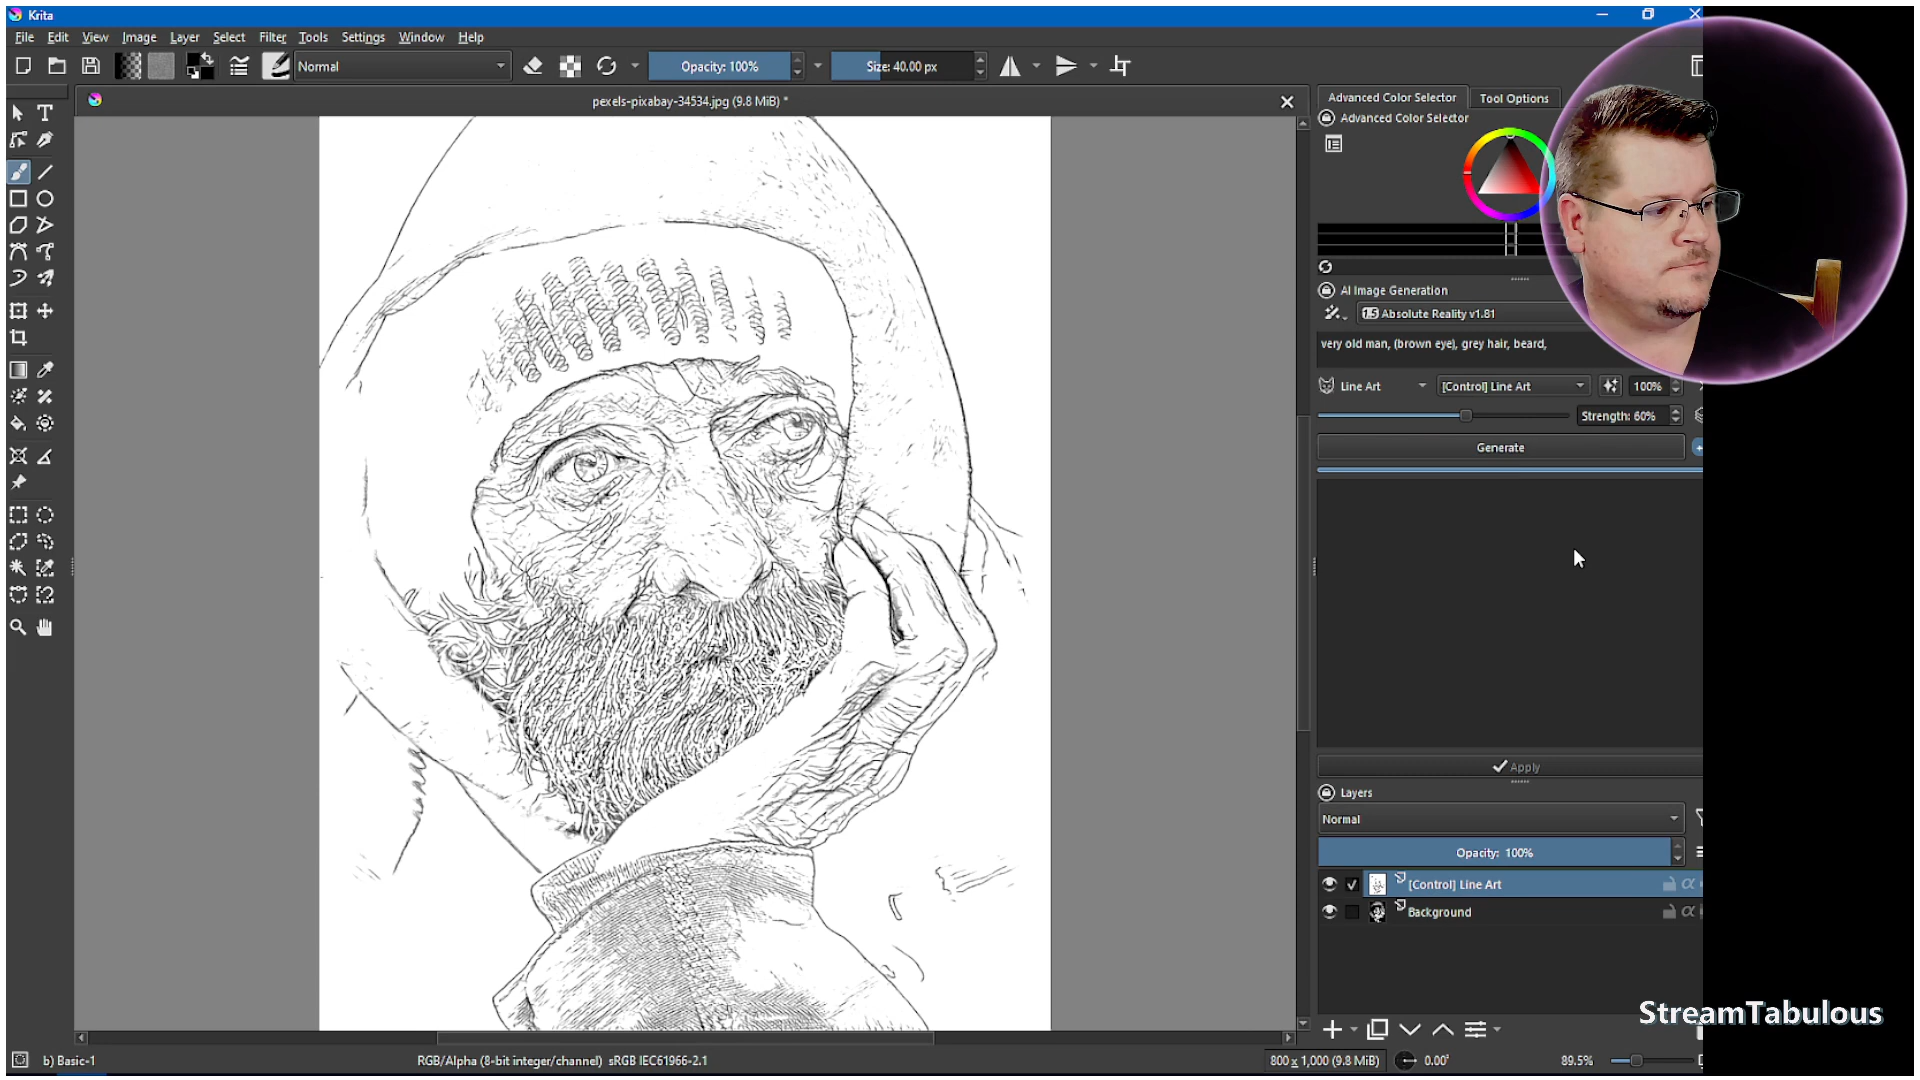 Krita
File Edit View Image Layer Select Filter Tools Settings Window Help
Normal
Opacity: 100%
Size: 40.00 px
pexels-pixabay-34534.jpg (9.8 MiB) *
Advanced Color Selector
Tool Options
Advanced Color Selector
AI Image Generation
1.5 Absolute Reality v1.81
very old man, (brown eye), grey hair, beard,
Line Art
[Control] Line Art
100%
Strength: 60%
Generate
Apply
Layers
Normal
Opacity: 100%
[Control] Line Art
Background
StreamTabulous
b) Basic-1
RGB/Alpha (8-bit integer/channel) sRGB IEC61966-2.1
800 x 1,000 (9.8 MiB)
0.00°
89.5%